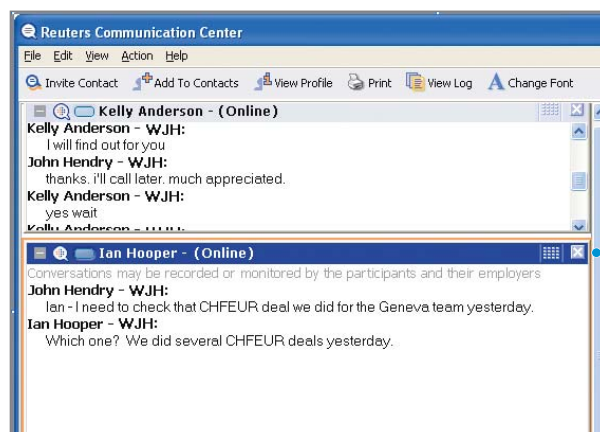 Reuters Communication Center
File Edit View Action Help
Invite Contact Add To Contacts View Profile Print View Log Change Font
Kelly Anderson - (Online)
Kelly Anderson - WJH:
I will find out for you
John Hendry - WJH:
thanks. i'll call later. much appreciated.
Kelly Anderson - WJH:
yes wait
Kelly Anderson - WJH:
Ian Hooper - (Online)
Conversations may be recorded or monitored by the participants and their employers
John Hendry - WJH:
Ian - I need to check that CHFEUR deal we did for the Geneva team yesterday.
Ian Hooper - WJH:
Which one? We did several CHFEUR deals yesterday.